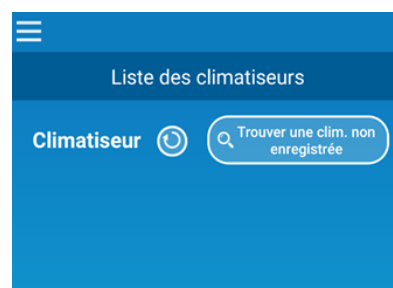 Liste des climatiseurs
Climatiseur
Trouver une clim. non
enregistrée